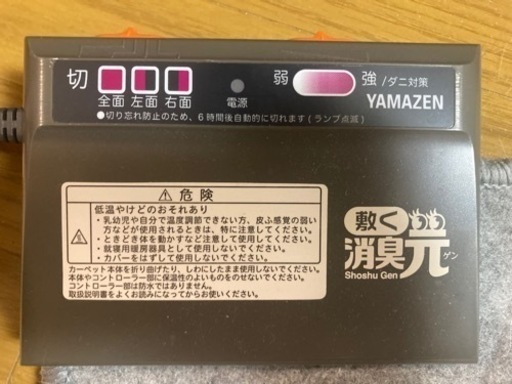 切 全面 左面 右面 電源 弱 強/ダニ対策
●切り忘れ防止のため、6時間後自動的に切れます(ランプ点滅)
YAMAZEN
⚠危険
低温やけどのおそれあり
・乳幼児や自分で温度調節できない方、皮ふ感覚の弱い
方などが使用されるときは、特に注意してください。
・ときどき体を動かすなど注意して使用してください。
・就寝用暖房器具として使用しないでください。
・カバーをはずして使用しないでください。
カーペット本体を折り曲げたり、しわにしたまま使用しないでください。
本体やコントローラー部に保温性のよいものをのせないでください。
コントローラー部は防水ではありません。
取扱説明書をよくお読みになってからご使用ください。
敷く
消臭元
ゲン
Shoshu Gen